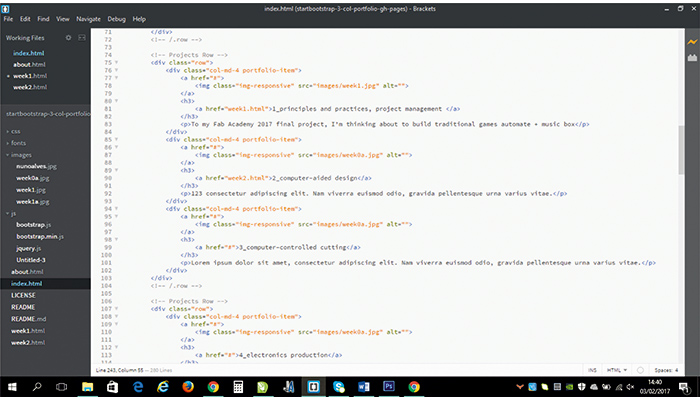 index.html (startbootstrap-3-col-portfolio-gh-pages) - Brackets
File Edit Find View Navigate Debug Help
Working Files
index.html
about.html
week1.html
week2.html
startbootstrap-3-col-portfolio
css
fonts
images
nunoalves.jpg
week0a.jpg
week1.jpg
week1a.jpg
js
bootstrap.js
bootstrap.min.js
jquery.js
Untitled-3
about.html
index.html
LICENSE
README
README.md
week1.html
week2.html
71 </div>
72 <!-- /.row -->
73
74 <!-- Projects Row -->
75 <div class="row">
76 <div class="col-md-4 portfolio-item">
77 <a href="#">
78 <img class="img-responsive" src="images/week1.jpg" alt="">
79 </a>
80 <h3>
81 <a href="week1.html">1_principles and practices, project management </a>
82 </h3>
83 <p>To my Fab Academy 2017 final project, I'm thinking about to build traditional games automate + music box</p>
84 </div>
85 <div class="col-md-4 portfolio-item">
86 <a href="#">
87 <img class="img-responsive" src="images/week0a.jpg" alt="">
88 </a>
89 <h3>
90 <a href="week2.html">2_computer-aided design</a>
91 </h3>
92 <p>123 consectetur adipiscing elit. Nam viverra euismod odio, gravida pellentesque urna varius vitae.</p>
93 </div>
94 <div class="col-md-4 portfolio-item">
95 <a href="#">
96 <img class="img-responsive" src="images/week0a.jpg" alt="">
97 </a>
98 <h3>
99 <a href="#">3_computer-controlled cutting</a>
100 </h3>
101 <p>Lorem ipsum dolor sit amet, consectetur adipiscing elit. Nam viverra euismod odio, gravida pellentesque urna varius vitae.</p>
102 </div>
103 </div>
104 <!-- /.row -->
105
106 <!-- Projects Row -->
107 <div class="row">
108 <div class="col-md-4 portfolio-item">
109 <a href="#">
110 <img class="img-responsive" src="images/week0a.jpg" alt="">
111 </a>
112 <h3>
113 <a href="#">4_electronics production</a>
114 </h3>
Line 243, Column 55 — 280 Lines
INS HTML Spaces: 4
14:40
03/02/2017